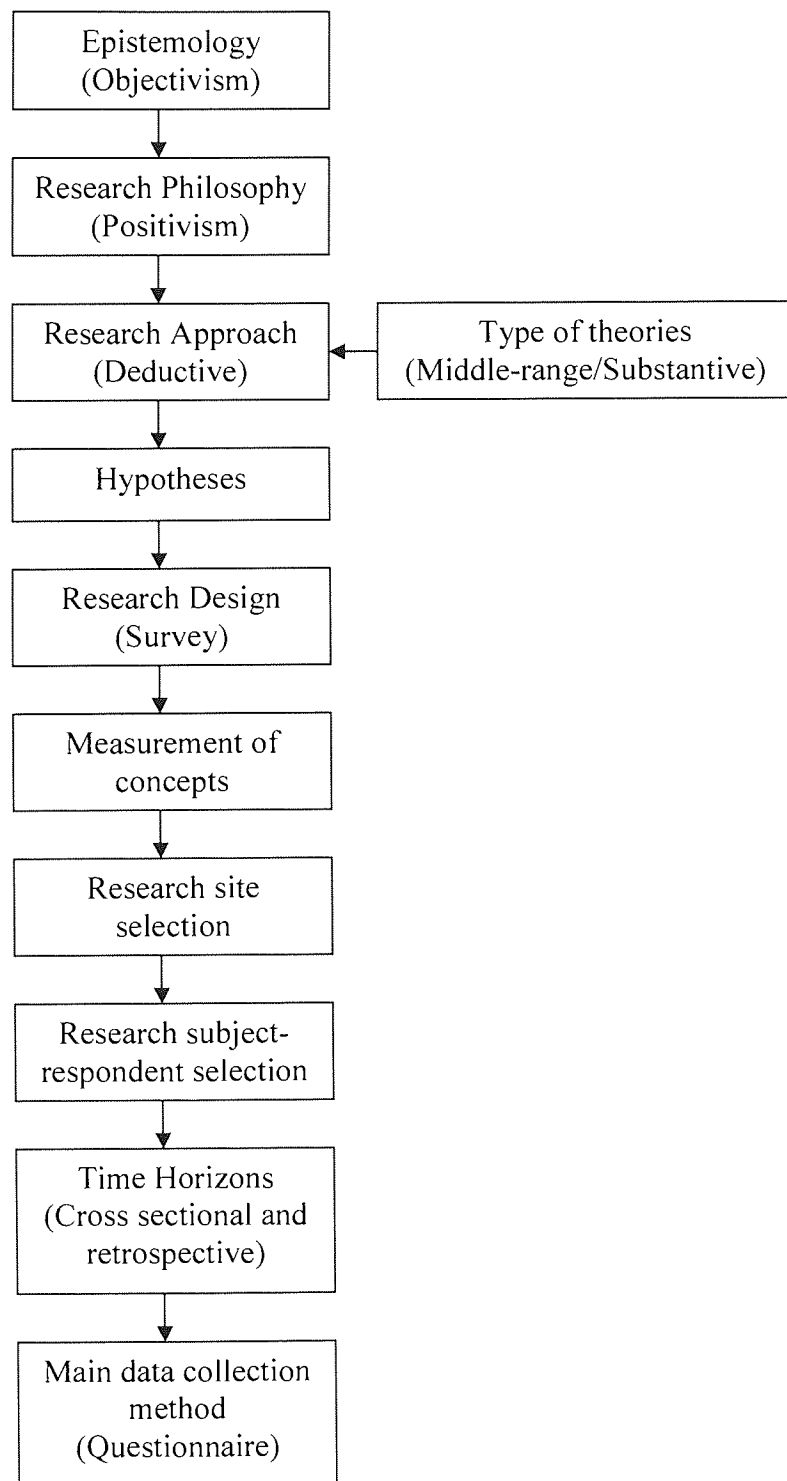 Epistemology
(Objectivism)
Research Philosophy
(Positivism)
Research Approach
(Deductive)
Type of theories
(Middle-range/Substantive)
Hypotheses
Research Design
(Survey)
Measurement of
concepts
Research site
selection
Research subject-
respondent selection
Time Horizons
(Cross sectional and
retrospective)
Main data collection
method
(Questionnaire)